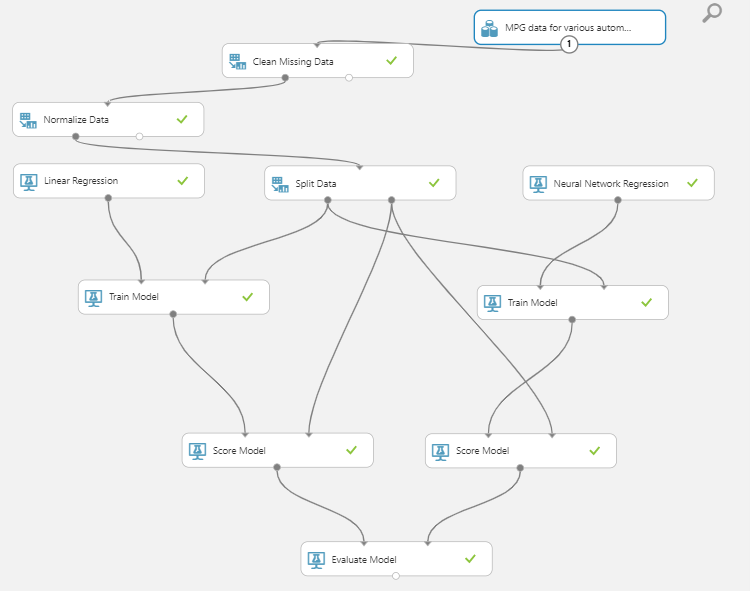 MPG data for various autom...
1
Clean Missing Data
Normalize Data
Linear Regression
Split Data
Neural Network Regression
Train Model
Train Model
Score Model
Score Model
Evaluate Model